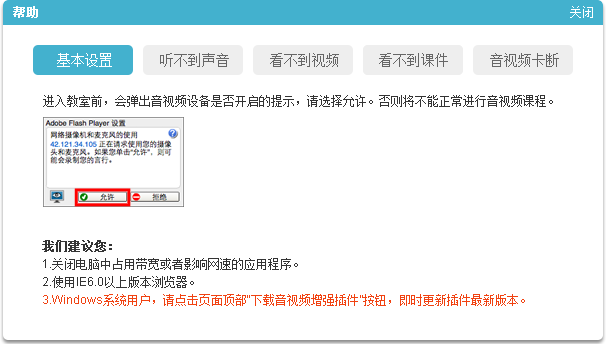 帮助
关闭
基本设置
听不到声音
看不到视频
看不到课件
音视频卡断
进入教室前，会弹出音视频设备是否开启的提示，请选择允许。否则将不能正常进行音视频课程。
Adobe Flash Player 设置
网络摄像机和麦克风的使用
42.121.34.105 正在请求使用您的摄像
头和麦克风。如果您单击"允许"，则可
能会录制您的言行。
允许
拒绝
我们建议您：
1.关闭电脑中占用带宽或者影响网速的应用程序。
2.使用IE6.0以上版本浏览器。
3.Windows系统用户，请点击页面顶部"下载音视频增强插件"按钮，即时更新插件最新版本。